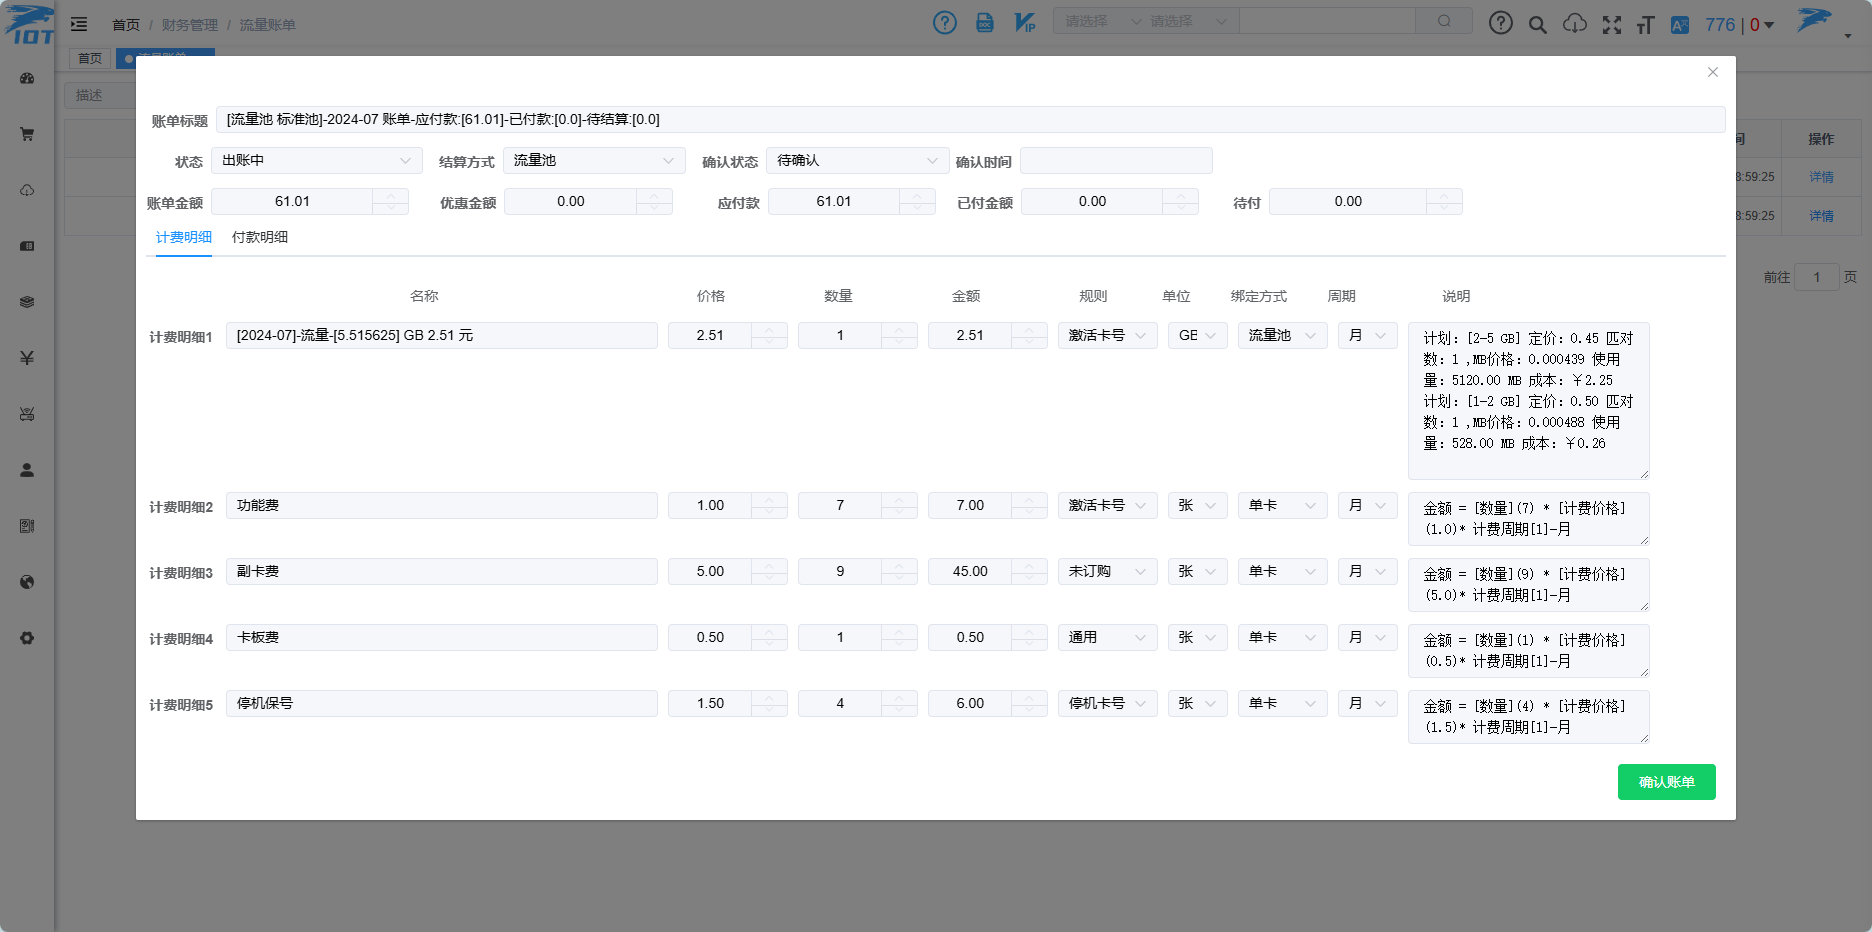 IOT
首页 / 财务管理 / 流量账单
VIP
请选择 请选择
776 | 0
首页
流量账单
描述
操作
8:59:25 详情
8:59:25 详情
前往 1 页
账单标题 [流量池 标准池]-2024-07 账单-应付款:[61.01]-已付款:[0.0]-待结算:[0.0]
状态 出账中 结算方式 流量池 确认状态 待确认 确认时间
账单金额 61.01 优惠金额 0.00 应付款 61.01 已付金额 0.00 待付 0.00
计费明细 付款明细
名称 价格 数量 金额 规则 单位 绑定方式 周期 说明
计费明细1 [2024-07]-流量-[5.515625] GB 2.51 元 2.51 1 2.51 激活卡号 GB 流量池 月
计划: [2-5 GB] 定价: 0.45 匹对
数: 1 ,MB价格: 0.000439 使用
量: 5120.00 MB 成本: ￥2.25
计划: [1-2 GB] 定价: 0.50 匹对
数: 1 ,MB价格: 0.000488 使用
量: 528.00 MB 成本: ￥0.26
计费明细2 功能费 1.00 7 7.00 激活卡号 张 单卡 月
金额 = [数量](7) * [计费价格]
(1.0)* 计费周期[1]-月
计费明细3 副卡费 5.00 9 45.00 未订购 张 单卡 月
金额 = [数量](9) * [计费价格]
(5.0)* 计费周期[1]-月
计费明细4 卡板费 0.50 1 0.50 通用 张 单卡 月
金额 = [数量](1) * [计费价格]
(0.5)* 计费周期[1]-月
计费明细5 停机保号 1.50 4 6.00 停机卡号 张 单卡 月
金额 = [数量](4) * [计费价格]
(1.5)* 计费周期[1]-月
确认账单